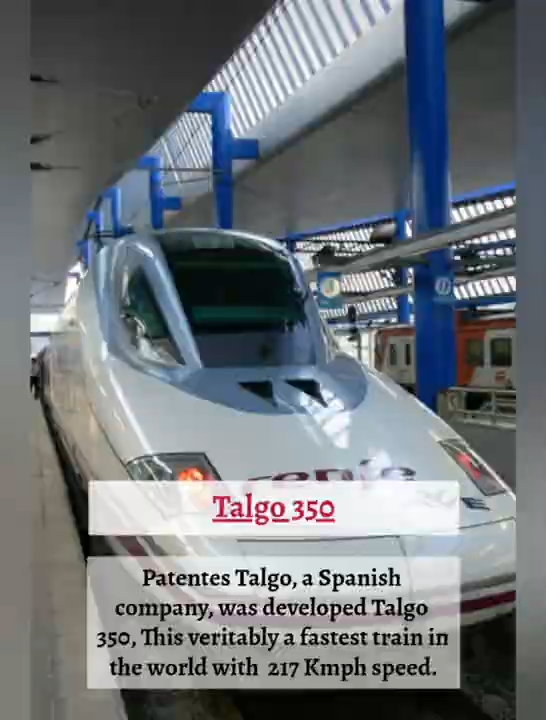 renfe
Talgo 350
Patentes Talgo, a Spanish
company, was developed Talgo
350, This veritably a fastest train in
the world with 217 Kmph speed.